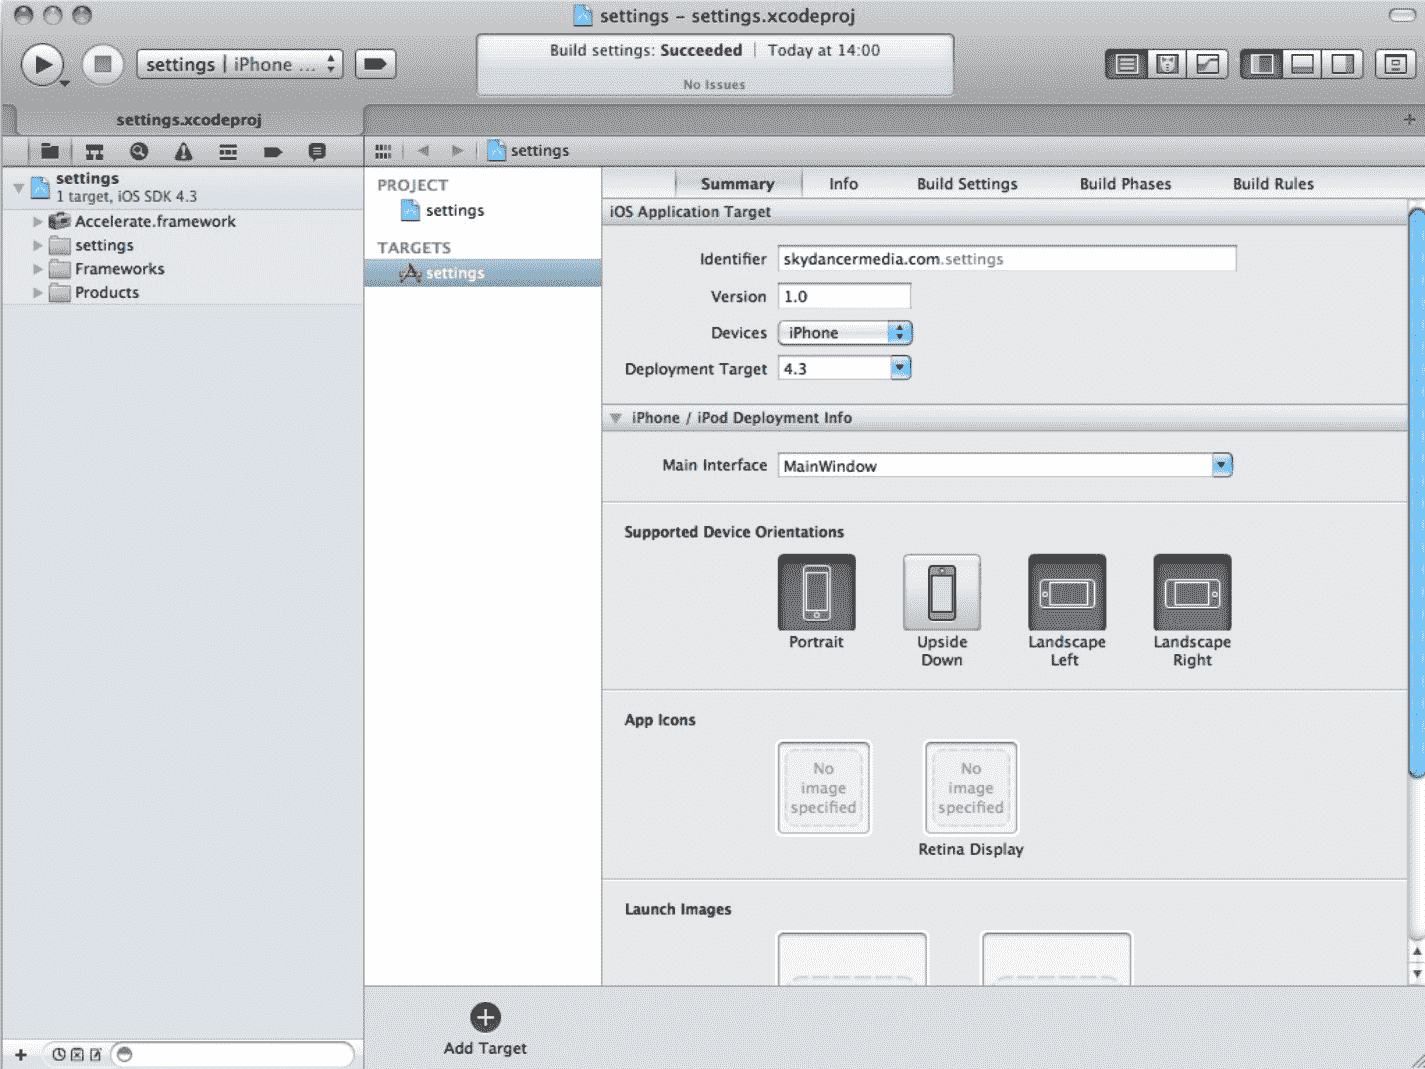 settings – settings.xcodeproj
settings | iPhone ...
Build settings: Succeeded | Today at 14:00
No Issues
settings.xcodeproj
settings
settings
1 target, iOS SDK 4.3
Accelerate.framework
settings
Frameworks
Products
PROJECT
settings
TARGETS
settings
Summary Info Build Settings Build Phases Build Rules
iOS Application Target
Identifier skydancermedia.com.settings
Version 1.0
Devices iPhone
Deployment Target 4.3
iPhone / iPod Deployment Info
Main Interface MainWindow
Supported Device Orientations
Portrait
Upside
Down
Landscape
Left
Landscape
Right
App Icons
No
image
specified
No
image
specified
Retina Display
Launch Images
Add Target